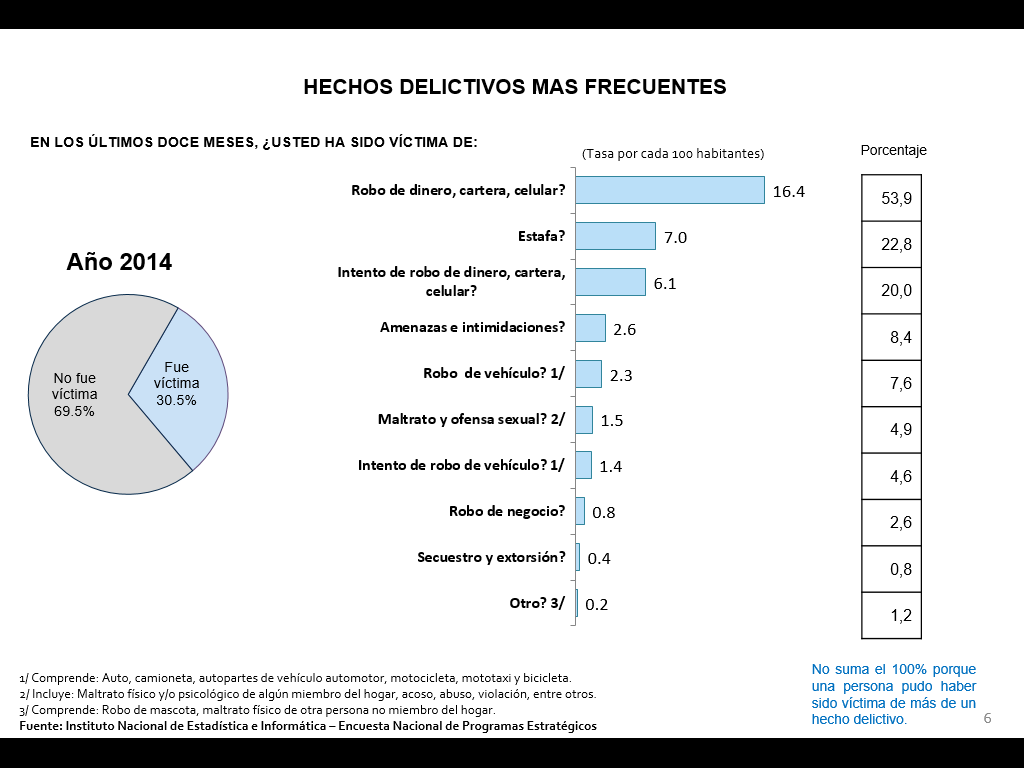 HECHOS DELICTIVOS MAS FRECUENTES
EN LOS ÚLTIMOS DOCE MESES, ¿USTED HA SIDO VÍCTIMA DE:
(Tasa por cada 100 habitantes)
Porcentaje
Año 2014
No fue
víctima
69.5%
Fue
víctima
30.5%
Robo de dinero, cartera, celular?
16.4
53,9
Estafa?
7.0
22,8
Intento de robo de dinero, cartera,
celular?
6.1
20,0
Amenazas e intimidaciones?
2.6
8,4
Robo  de vehículo? 1/
2.3
7,6
Maltrato y ofensa sexual? 2/
1.5
4,9
Intento de robo de vehículo? 1/
1.4
4,6
Robo de negocio?
0.8
2,6
Secuestro y extorsión?
0.4
0,8
Otro? 3/
0.2
1,2
1/ Comprende: Auto, camioneta, autopartes de vehículo automotor, motocicleta, mototaxi y bicicleta.
2/ Incluye: Maltrato físico y/o psicológico de algún miembro del hogar, acoso, abuso, violación, entre otros.
3/ Comprende: Robo de mascota, maltrato físico de otra persona no miembro del hogar.
Fuente: Instituto Nacional de Estadística e Informática – Encuesta Nacional de Programas Estratégicos
No suma el 100% porque
una persona pudo haber
sido víctima de más de un
hecho delictivo.
6